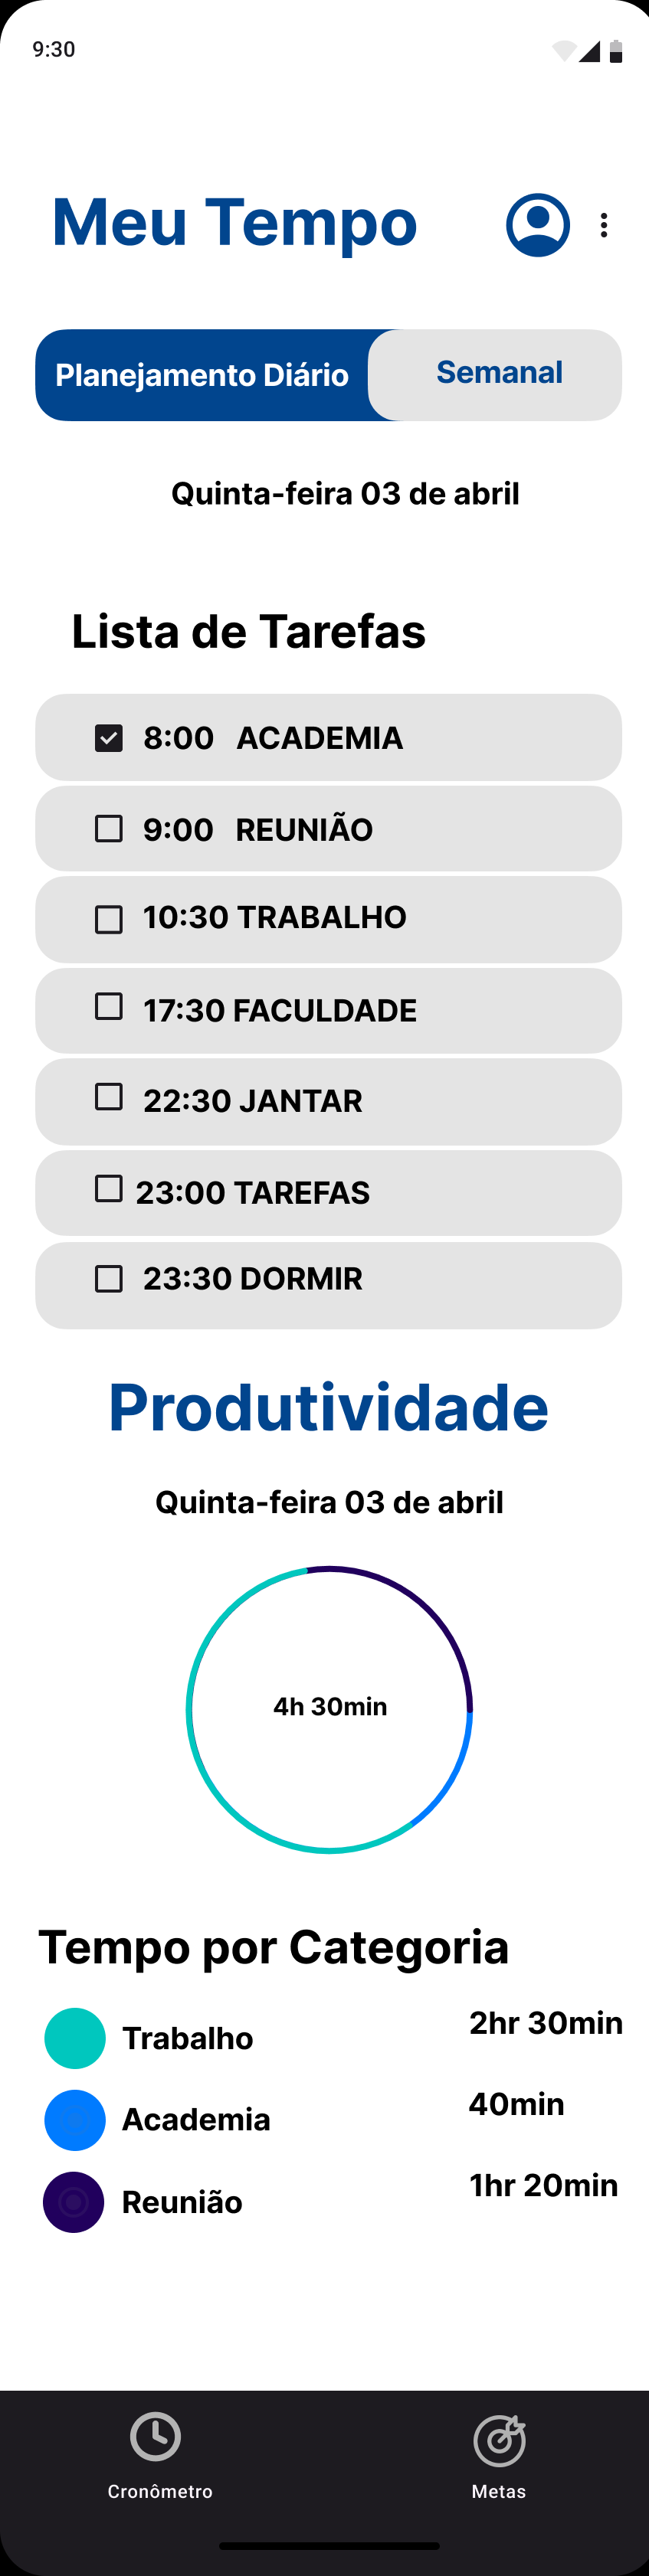 9:30
Meu Tempo
Planejamento Diário
Semanal
Quinta-feira 03 de abril
Lista de Tarefas
8:00 ACADEMIA
9:00 REUNIÃO
10:30 TRABALHO
17:30 FACULDADE
22:30 JANTAR
23:00 TAREFAS
23:30 DORMIR
Produtividade
Quinta-feira 03 de abril
4h 30min
Tempo por Categoria
Trabalho 2hr 30min
Academia 40min
Reunião 1hr 20min
Cronômetro
Metas